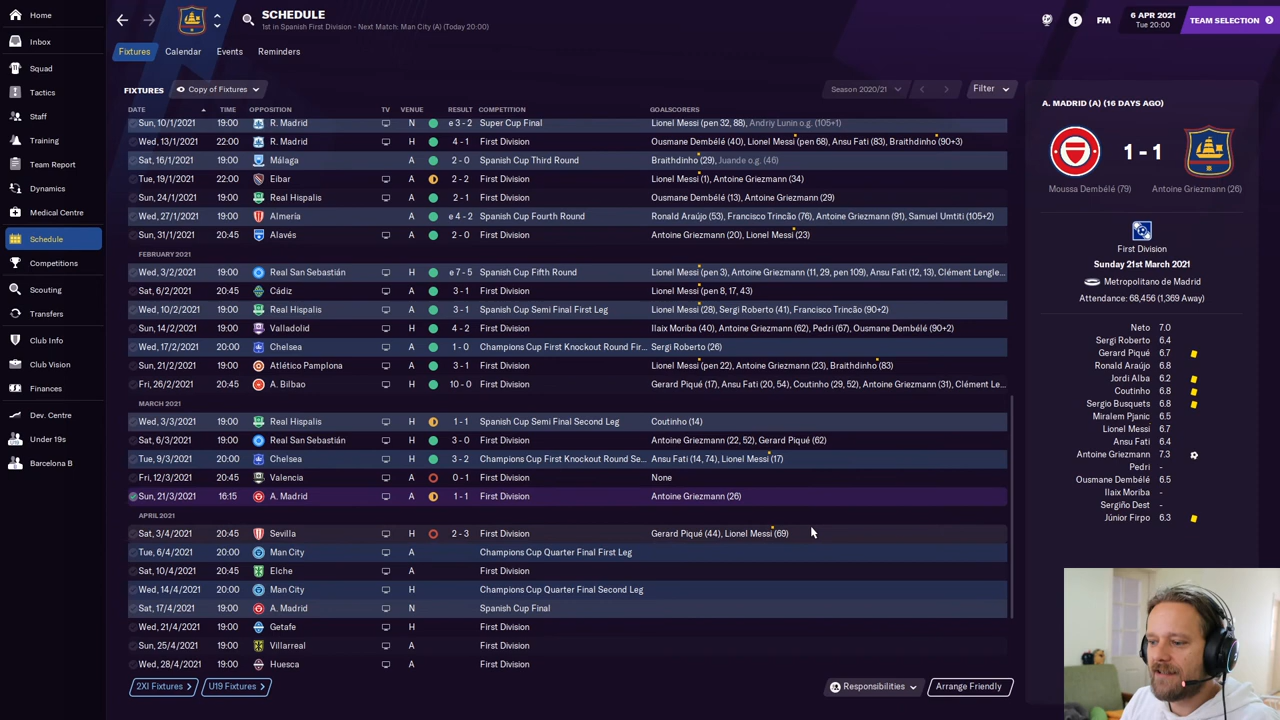 Home
Inbox
Squad
Tactics
Staff
Training
Team Report
Dynamics
Medical Centre
Schedule
Competitions
Scouting
Transfers
Club Info
Club Vision
Finances
Dev. Centre
Under 19s
Barcelona B
SCHEDULE
1st in Spanish First Division - Next Match: Man City (A) (Today 20:00)
FM
6 APR 2021
Tue 20:00
TEAM SELECTION
Fixtures Calendar Events Reminders
FIXTURES Copy of Fixtures Season 2020/21 Filter
DATE TIME OPPOSITION TV VENUE RESULT COMPETITION GOALSCORERS
Sun, 10/1/2021 19:00 R. Madrid N e 3 - 2 Super Cup Final Lionel Messi (pen 32, 88), Andriy Lunin o.g. (105+1)
Wed, 13/1/2021 22:00 R. Madrid H 4 - 1 First Division Ousmane Dembélé (40), Lionel Messi (pen 68), Ansu Fati (83), Braithdinho (90+3)
Sat, 16/1/2021 19:00 Málaga A 2 - 0 Spanish Cup Third Round Braithdinho (29), Juande o.g. (46)
Tue, 19/1/2021 22:00 Eibar A 2 - 2 First Division Lionel Messi (1), Antoine Griezmann (34)
Sun, 24/1/2021 19:00 Real Hispalis A 2 - 1 First Division Ousmane Dembélé (13), Antoine Griezmann (29)
Wed, 27/1/2021 19:00 Almería A e 4 - 2 Spanish Cup Fourth Round Ronald Araújo (53), Francisco Trincão (76), Antoine Griezmann (91), Samuel Umtiti (105+2)
Sun, 31/1/2021 20:45 Alavés A 2 - 0 First Division Antoine Griezmann (20), Lionel Messi (23)
FEBRUARY 2021
Wed, 3/2/2021 19:00 Real San Sebastián H e 7 - 5 Spanish Cup Fifth Round Lionel Messi (pen 3), Antoine Griezmann (11, 29, pen 109), Ansu Fati (12, 13), Clément Lengle...
Sat, 6/2/2021 19:00 Cádiz A 3 - 1 First Division Lionel Messi (pen 8, 17, 43)
Wed, 10/2/2021 19:00 Real Hispalis A 3 - 1 Spanish Cup Semi Final First Leg Lionel Messi (28), Sergi Roberto (41), Francisco Trincão (90+2)
Sun, 14/2/2021 19:00 Valladolid H 4 - 2 First Division Ilaix Moriba (40), Antoine Griezmann (62), Pedri (67), Ousmane Dembélé (90+2)
Wed, 17/2/2021 20:00 Chelsea A 1 - 0 Champions Cup First Knockout Round Fir... Sergi Roberto (26)
Sun, 21/2/2021 19:00 Atlético Pamplona A 3 - 1 First Division Lionel Messi (pen 22), Antoine Griezmann (23), Braithdinho (83)
Fri, 26/2/2021 20:45 A. Bilbao H 10 - 0 First Division Gerard Piqué (17), Ansu Fati (20, 54), Coutinho (29, 52), Antoine Griezmann (31), Clément Le...
MARCH 2021
Wed, 3/3/2021 19:00 Real Hispalis H 1 - 1 Spanish Cup Semi Final Second Leg Coutinho (14)
Sat, 6/3/2021 19:00 Real San Sebastián H 3 - 0 First Division Antoine Griezmann (22, 52), Gerard Piqué (62)
Tue, 9/3/2021 20:00 Chelsea H 3 - 2 Champions Cup First Knockout Round Se... Ansu Fati (14, 74), Lionel Messi (17)
Fri, 12/3/2021 20:45 Valencia A 0 - 1 First Division None
Sun, 21/3/2021 16:15 A. Madrid A 1 - 1 First Division Antoine Griezmann (26)
APRIL 2021
Sat, 3/4/2021 20:45 Sevilla H 2 - 3 First Division Gerard Piqué (44), Lionel Messi (69)
Tue, 6/4/2021 20:00 Man City A Champions Cup Quarter Final First Leg
Sat, 10/4/2021 20:45 Elche A First Division
Wed, 14/4/2021 20:00 Man City H Champions Cup Quarter Final Second Leg
Sat, 17/4/2021 19:00 A. Madrid N Spanish Cup Final
Wed, 21/4/2021 19:00 Getafe H First Division
Sun, 25/4/2021 19:00 Villarreal A First Division
Wed, 28/4/2021 19:00 Huesca A First Division
2XI Fixtures U19 Fixtures Responsibilities Arrange Friendly
A. MADRID (A) (16 DAYS AGO)
1 - 1
Moussa Dembélé (79) Antoine Griezmann (26)
First Division
Sunday 21st March 2021
Metropolitano de Madrid
Attendance: 68,456 (1,369 Away)
Neto 7.0
Sergi Roberto 6.4
Gerard Piqué 6.7
Ronald Araújo 6.8
Jordi Alba 6.2
Coutinho 6.8
Sergio Busquets 6.8
Miralem Pjanic 6.5
Lionel Messi 6.7
Ansu Fati 6.4
Antoine Griezmann 7.3
Pedri -
Ousmane Dembélé 6.5
Ilaix Moriba -
Sergiño Dest -
Júnior Firpo 6.3